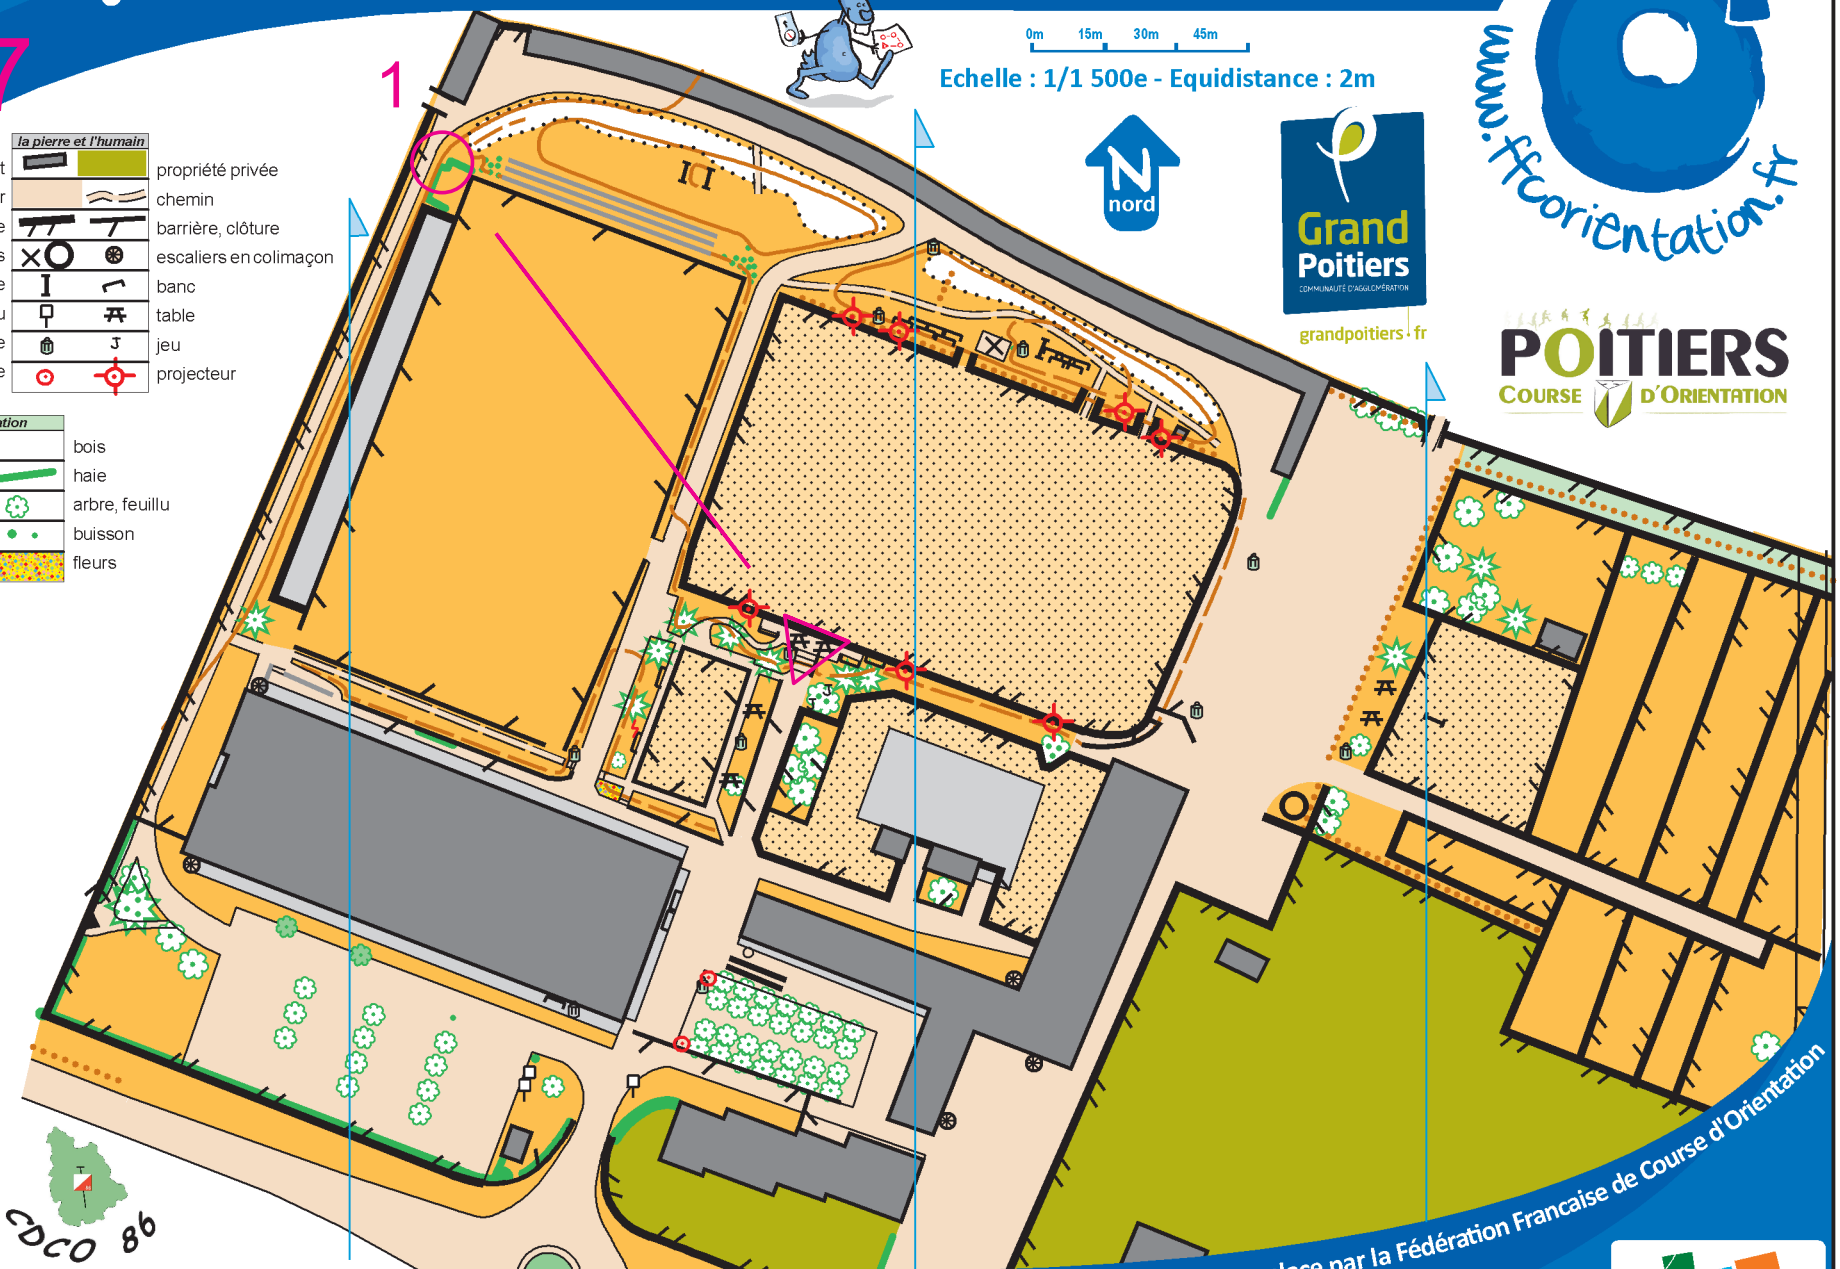 7
1
0m 15m 30m 45m
Echelle : 1/1 500e - Equidistance : 2m
N
nord
Grand
Poitiers
COMMUNAUTÉ D'AGGLOMÉRATION
grandpoitiers.fr
www.ffcorientation.fr
POITIERS
COURSE D'ORIENTATION
la pierre et l'humain
propriété privée
chemin
barrière, clôture
escaliers en colimaçon
banc
table
jeu
projecteur
bois
haie
arbre, feuillu
buisson
fleurs
CDCO 86
par la Fédération Francaise de Course d'Orientation